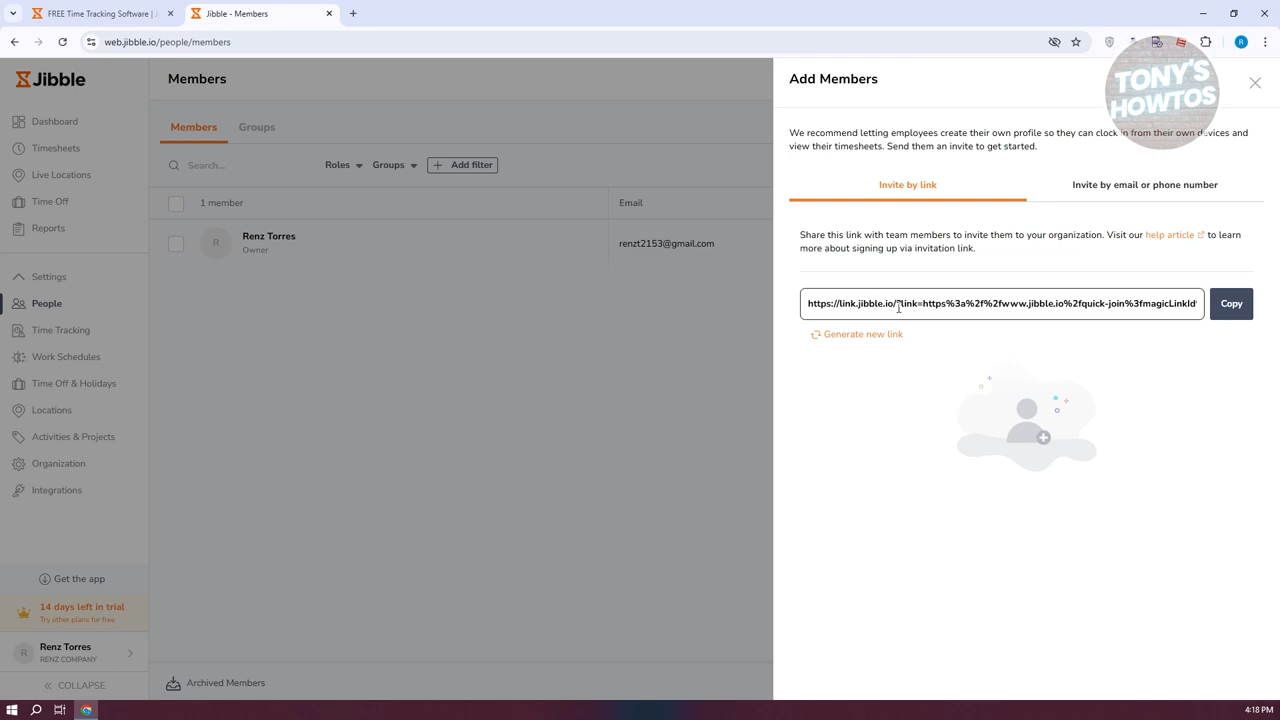 FREE Time Tracking Software |
Jibble - Members
web.jibble.io/people/members
R
TONY'S
HOWTOS
Jibble
Dashboard
Timesheets
Live Locations
Time Off
Reports
Settings
People
Time Tracking
Work Schedules
Time Off & Holidays
Locations
Activities & Projects
Organization
Integrations
Get the app
14 days left in trial
Try other plans for free
R
Renz Torres
RENZ COMPANY
COLLAPSE
Members
Members
Groups
Search...
Roles
Groups
Add filter
1 member
Email
R
Renz Torres
Owner
renzt2153@gmail.com
Archived Members
Add Members
We recommend letting employees create their own profile so they can clock in from their own devices and
view their timesheets. Send them an invite to get started.
Invite by link
Invite by email or phone number
Share this link with team members to invite them to your organization. Visit our help article to learn
more about signing up via invitation link.
https://link.jibble.io/?link=https%3a%2f%2fwww.jibble.io%2fquick-join%3fmagicLinkId
Copy
Generate new link
4:18 PM